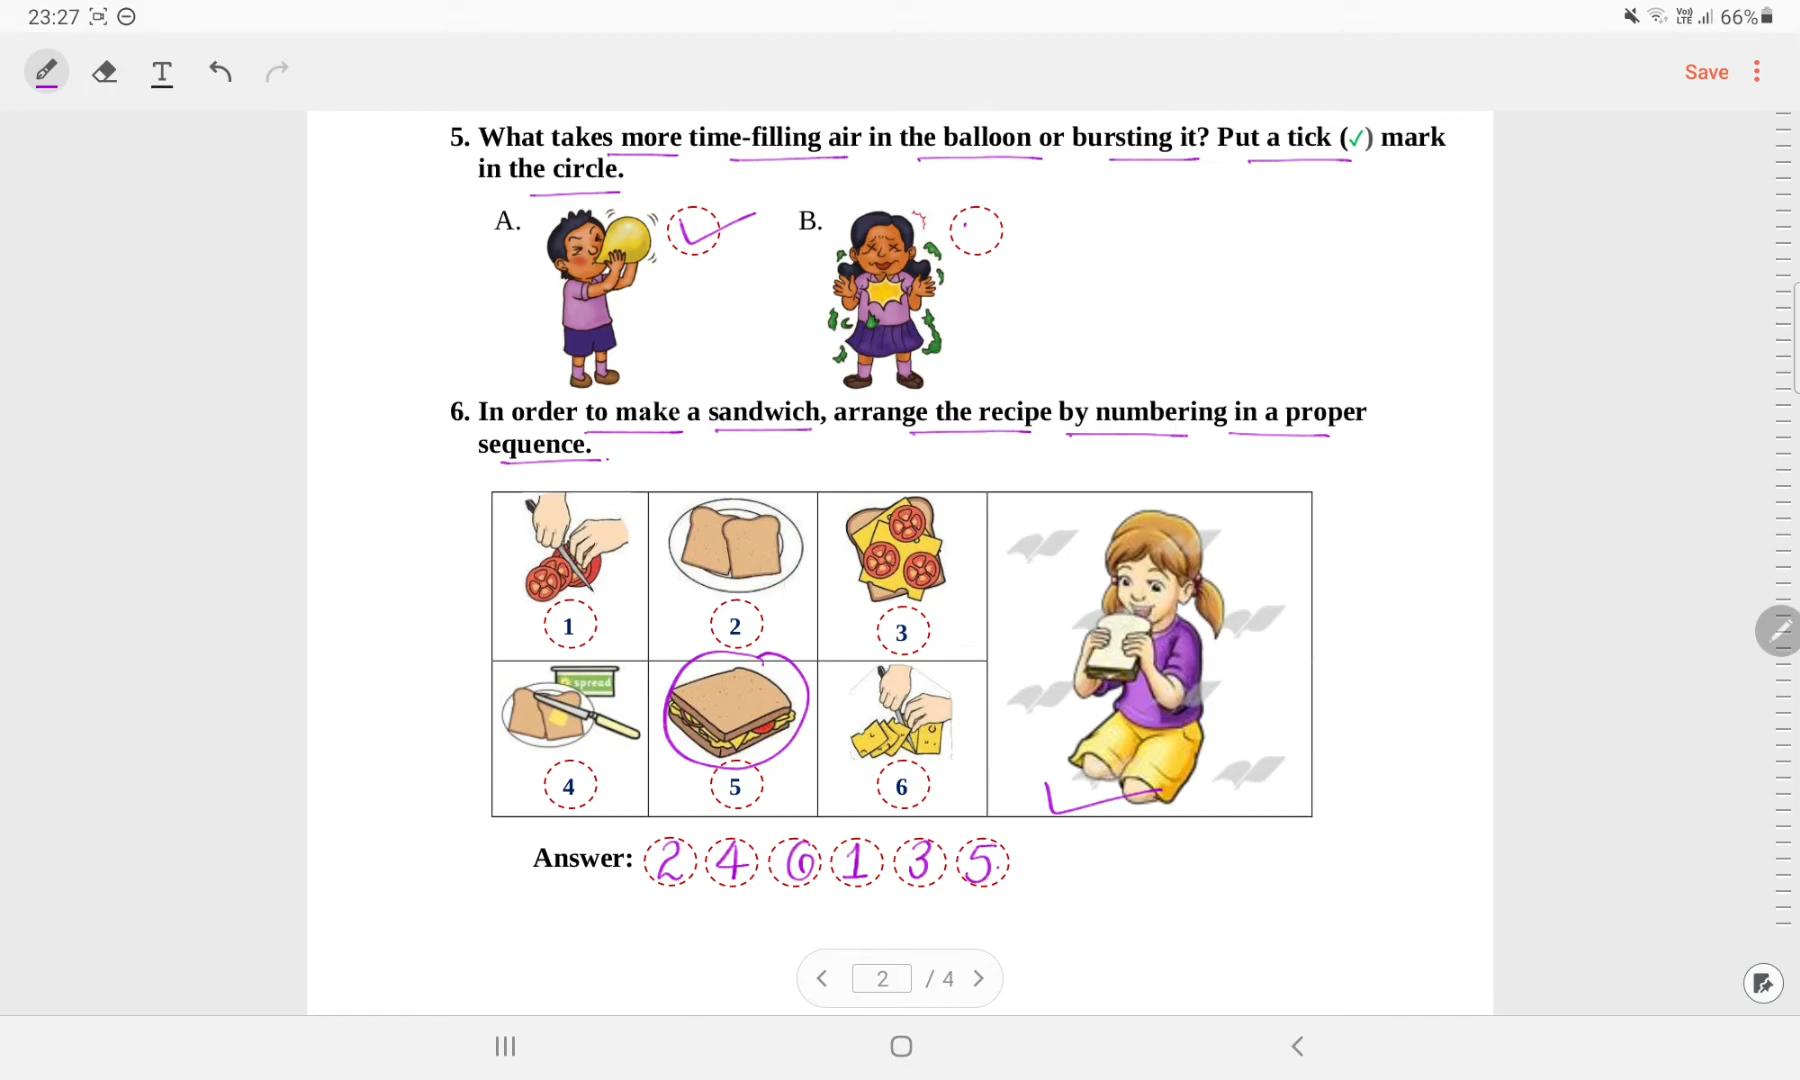 23:27
Vo)) LTE 66%
T
Save
5. What takes more time-filling air in the balloon or bursting it? Put a tick (✓) mark
in the circle.
A. B.
6. In order to make a sandwich, arrange the recipe by numbering in a proper
sequence.
1 2 3
spread
4 5 6
Answer: 2 4 6 1 3 5
2 / 4